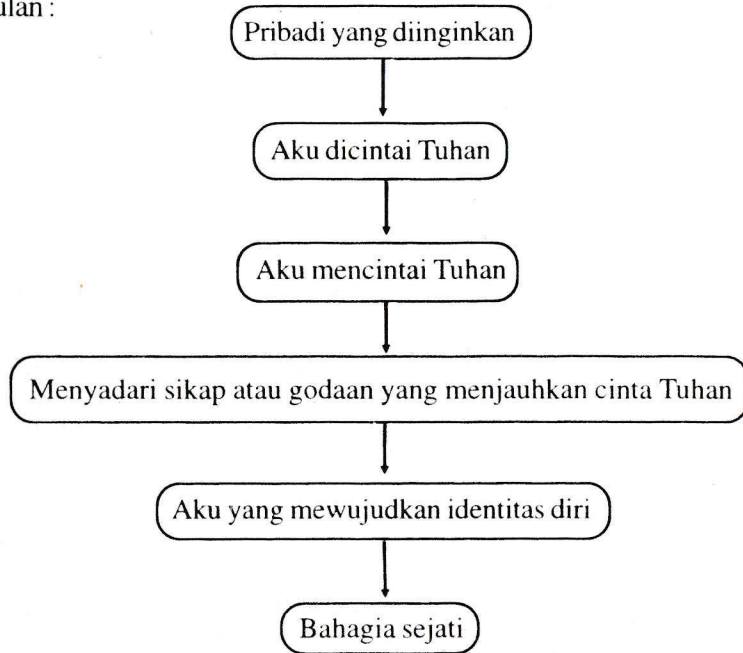 ulan :
Pribadi yang diinginkan
Aku dicintai Tuhan
Aku mencintai Tuhan
Menyadari sikap atau godaan yang menjauhkan cinta Tuhan
Aku yang mewujudkan identitas diri
Bahagia sejati